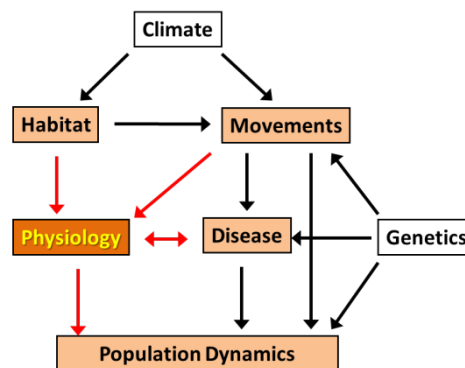 Climate
Habitat
Movements
Physiology
Disease
Genetics
Population Dynamics